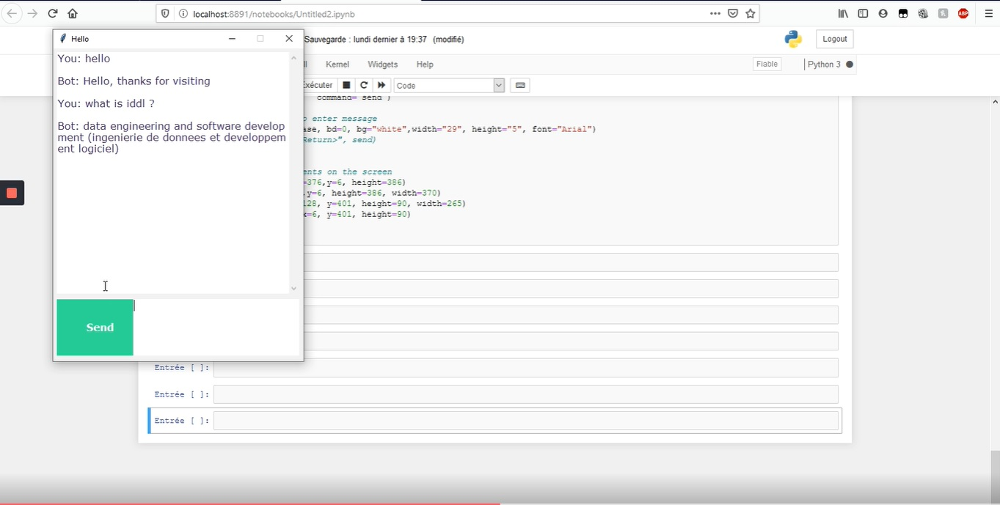 localhost:8891/notebooks/Untitled2.ipynb
ABP
Hello
Sauvegarde : lundi dernier à 19:37 (modifié)
Logout
Kernel
Widgets
Help
Fiable
Python 3
Exécuter
Code
You: hello
Bot: Hello, thanks for visiting
You: what is iddl ?
Bot: data engineering and software develop
ment (ingenierie de donnees et developpem
ent logiciel)
Send
command= send )
enter message
ase, bd=0, bg="white",width="29", height="5", font="Arial")
Return>", send)
ents on the screen
=376,y=6, height=386)
,y=6, height=386, width=370)
128, y=401, height=90, width=265)
=6, y=401, height=90)
Entrée [ ]:
Entrée [ ]:
Entrée [ ]: